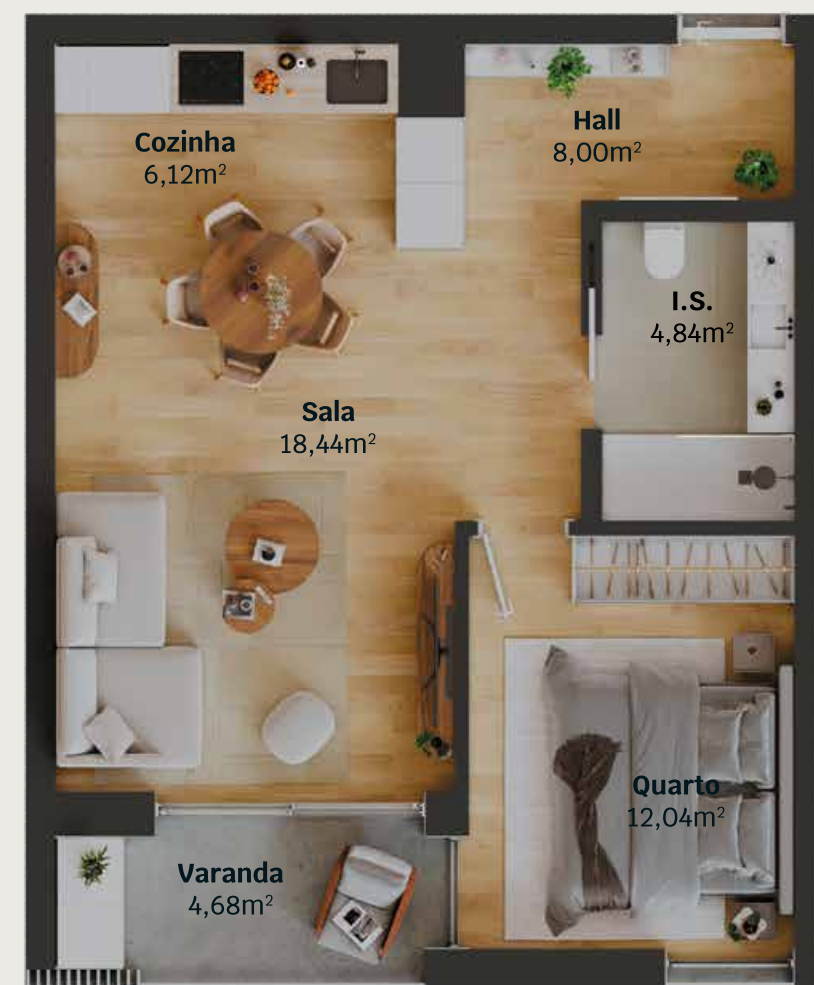 Cozinha
6,12m²
Hall
8,00m²
I.S.
4,84m²
Sala
18,44m²
Quarto
12,04m²
Varanda
4,68m²